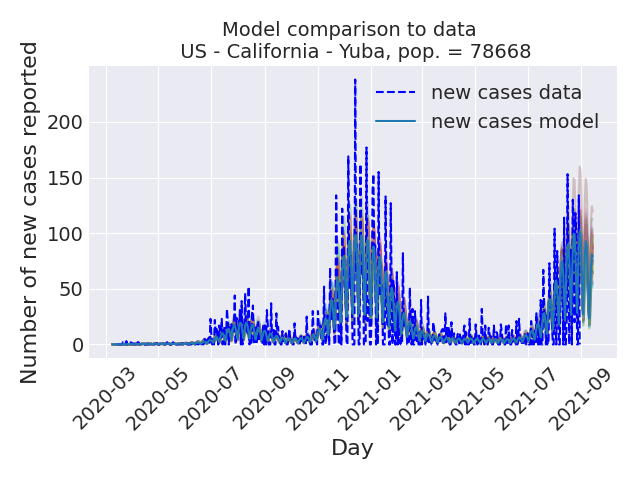 Model comparison to data
US - California - Yuba, pop. = 78668
Number of new cases reported
200
150
100
50
0
new cases data
new cases model
2020-03
2020-05
2020-07
2020-09
2020-11
2021-01
2021-03
2021-05
2021-07
2021-09
Day